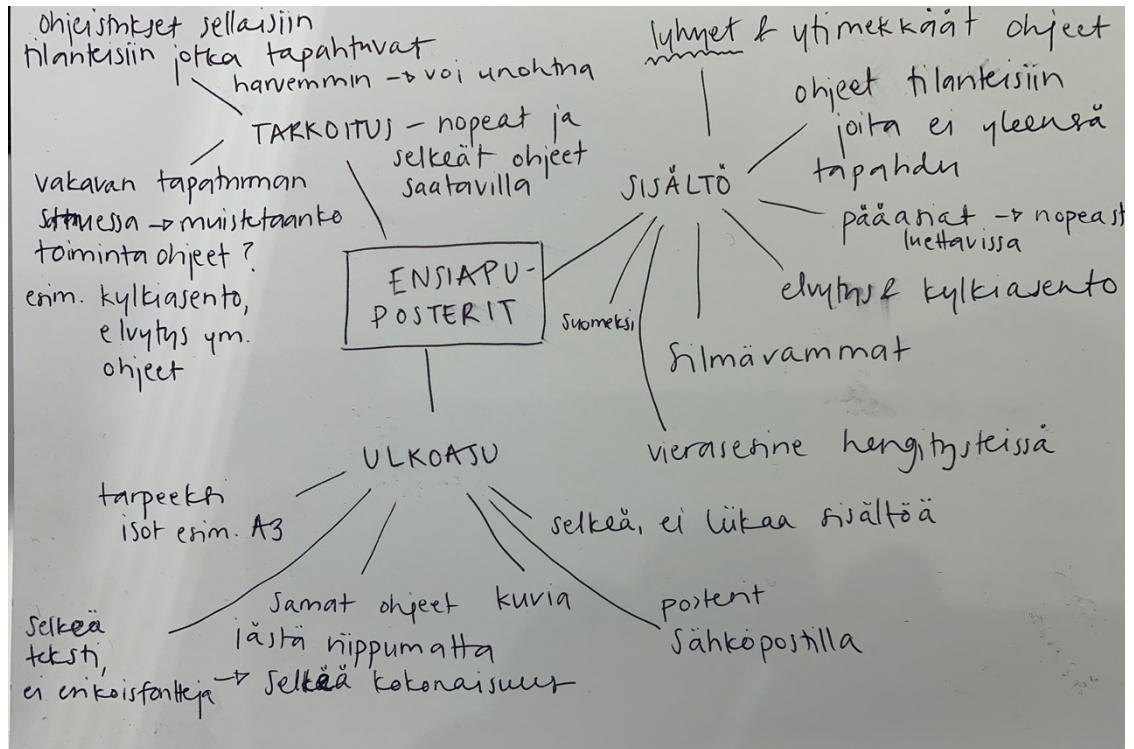 ohjeistukset sellaisiin
tilanteisiin jotka tapahtuvat
harvemmin → voi unohtua
TARKOITUS – nopeat ja
selkeät ohjeet
saatavilla
vakavan tapaturman
sattuessa → muistetaanko
toiminta ohjeet ?
esim. kylkiasento,
elvytys ym.
ohjeet
ENSIAPU-
POSTERIT
lyhyet & ytimekkäät ohjeet
ohjeet tilanteisiin
joita ei yleensä
tapahdu
SISÄLTÖ
pääasiat → nopeast
luettavissa
elvytys & kylkiasento
suomeksi
silmävammat
vierasesine hengitysteissä
ULKOASU
tarpeeksi
isot esim. A3
selkeä, ei liikaa sisältöä
selkeä
teksti,
ei erikoisfontteja
samat ohjeet
iästä riippumatta
→ selkeä kokonaisuus
kuvia
posterit
sähköpostilla